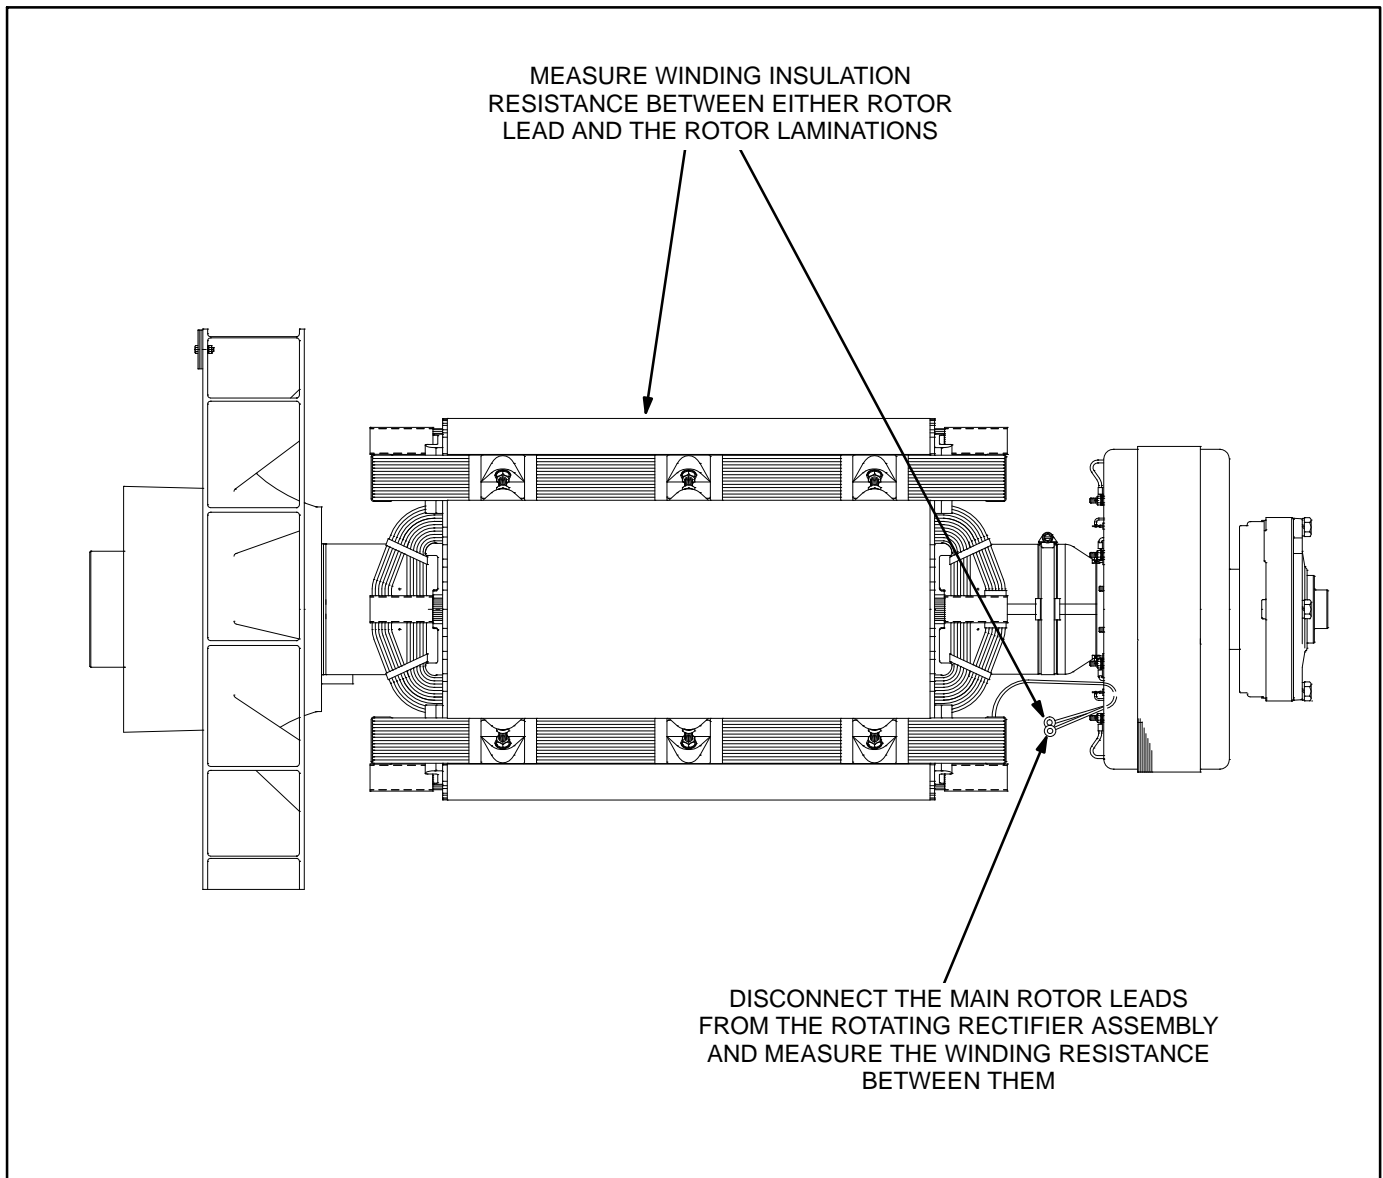 MEASURE WINDING INSULATION
RESISTANCE BETWEEN EITHER ROTOR
LEAD AND THE ROTOR LAMINATIONS
DISCONNECT THE MAIN ROTOR LEADS
FROM THE ROTATING RECTIFIER ASSEMBLY
AND MEASURE THE WINDING RESISTANCE
BETWEEN THEM